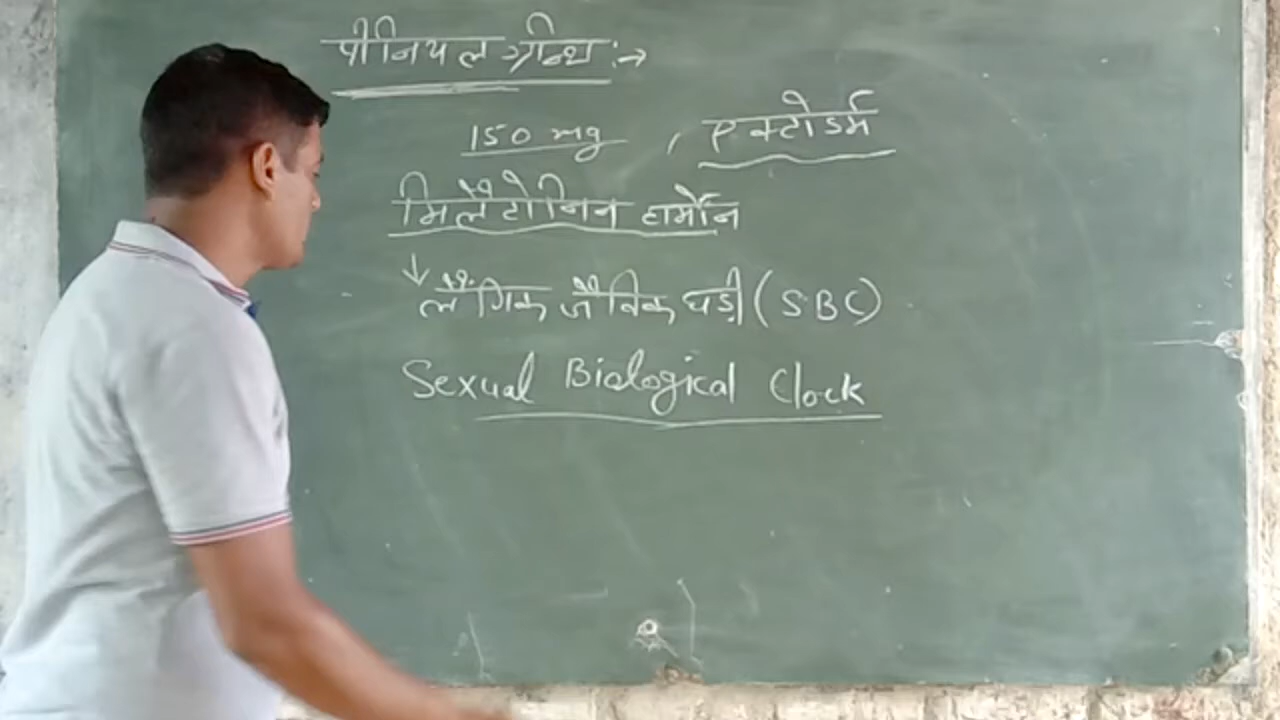 पीनियल ग्रन्थि :→
150 mg , एक्टोडर्म
मिलैटोनिन हार्मोन
↓ लैंगिक जैविक घड़ी (SBC)
Sexual Biological Clock